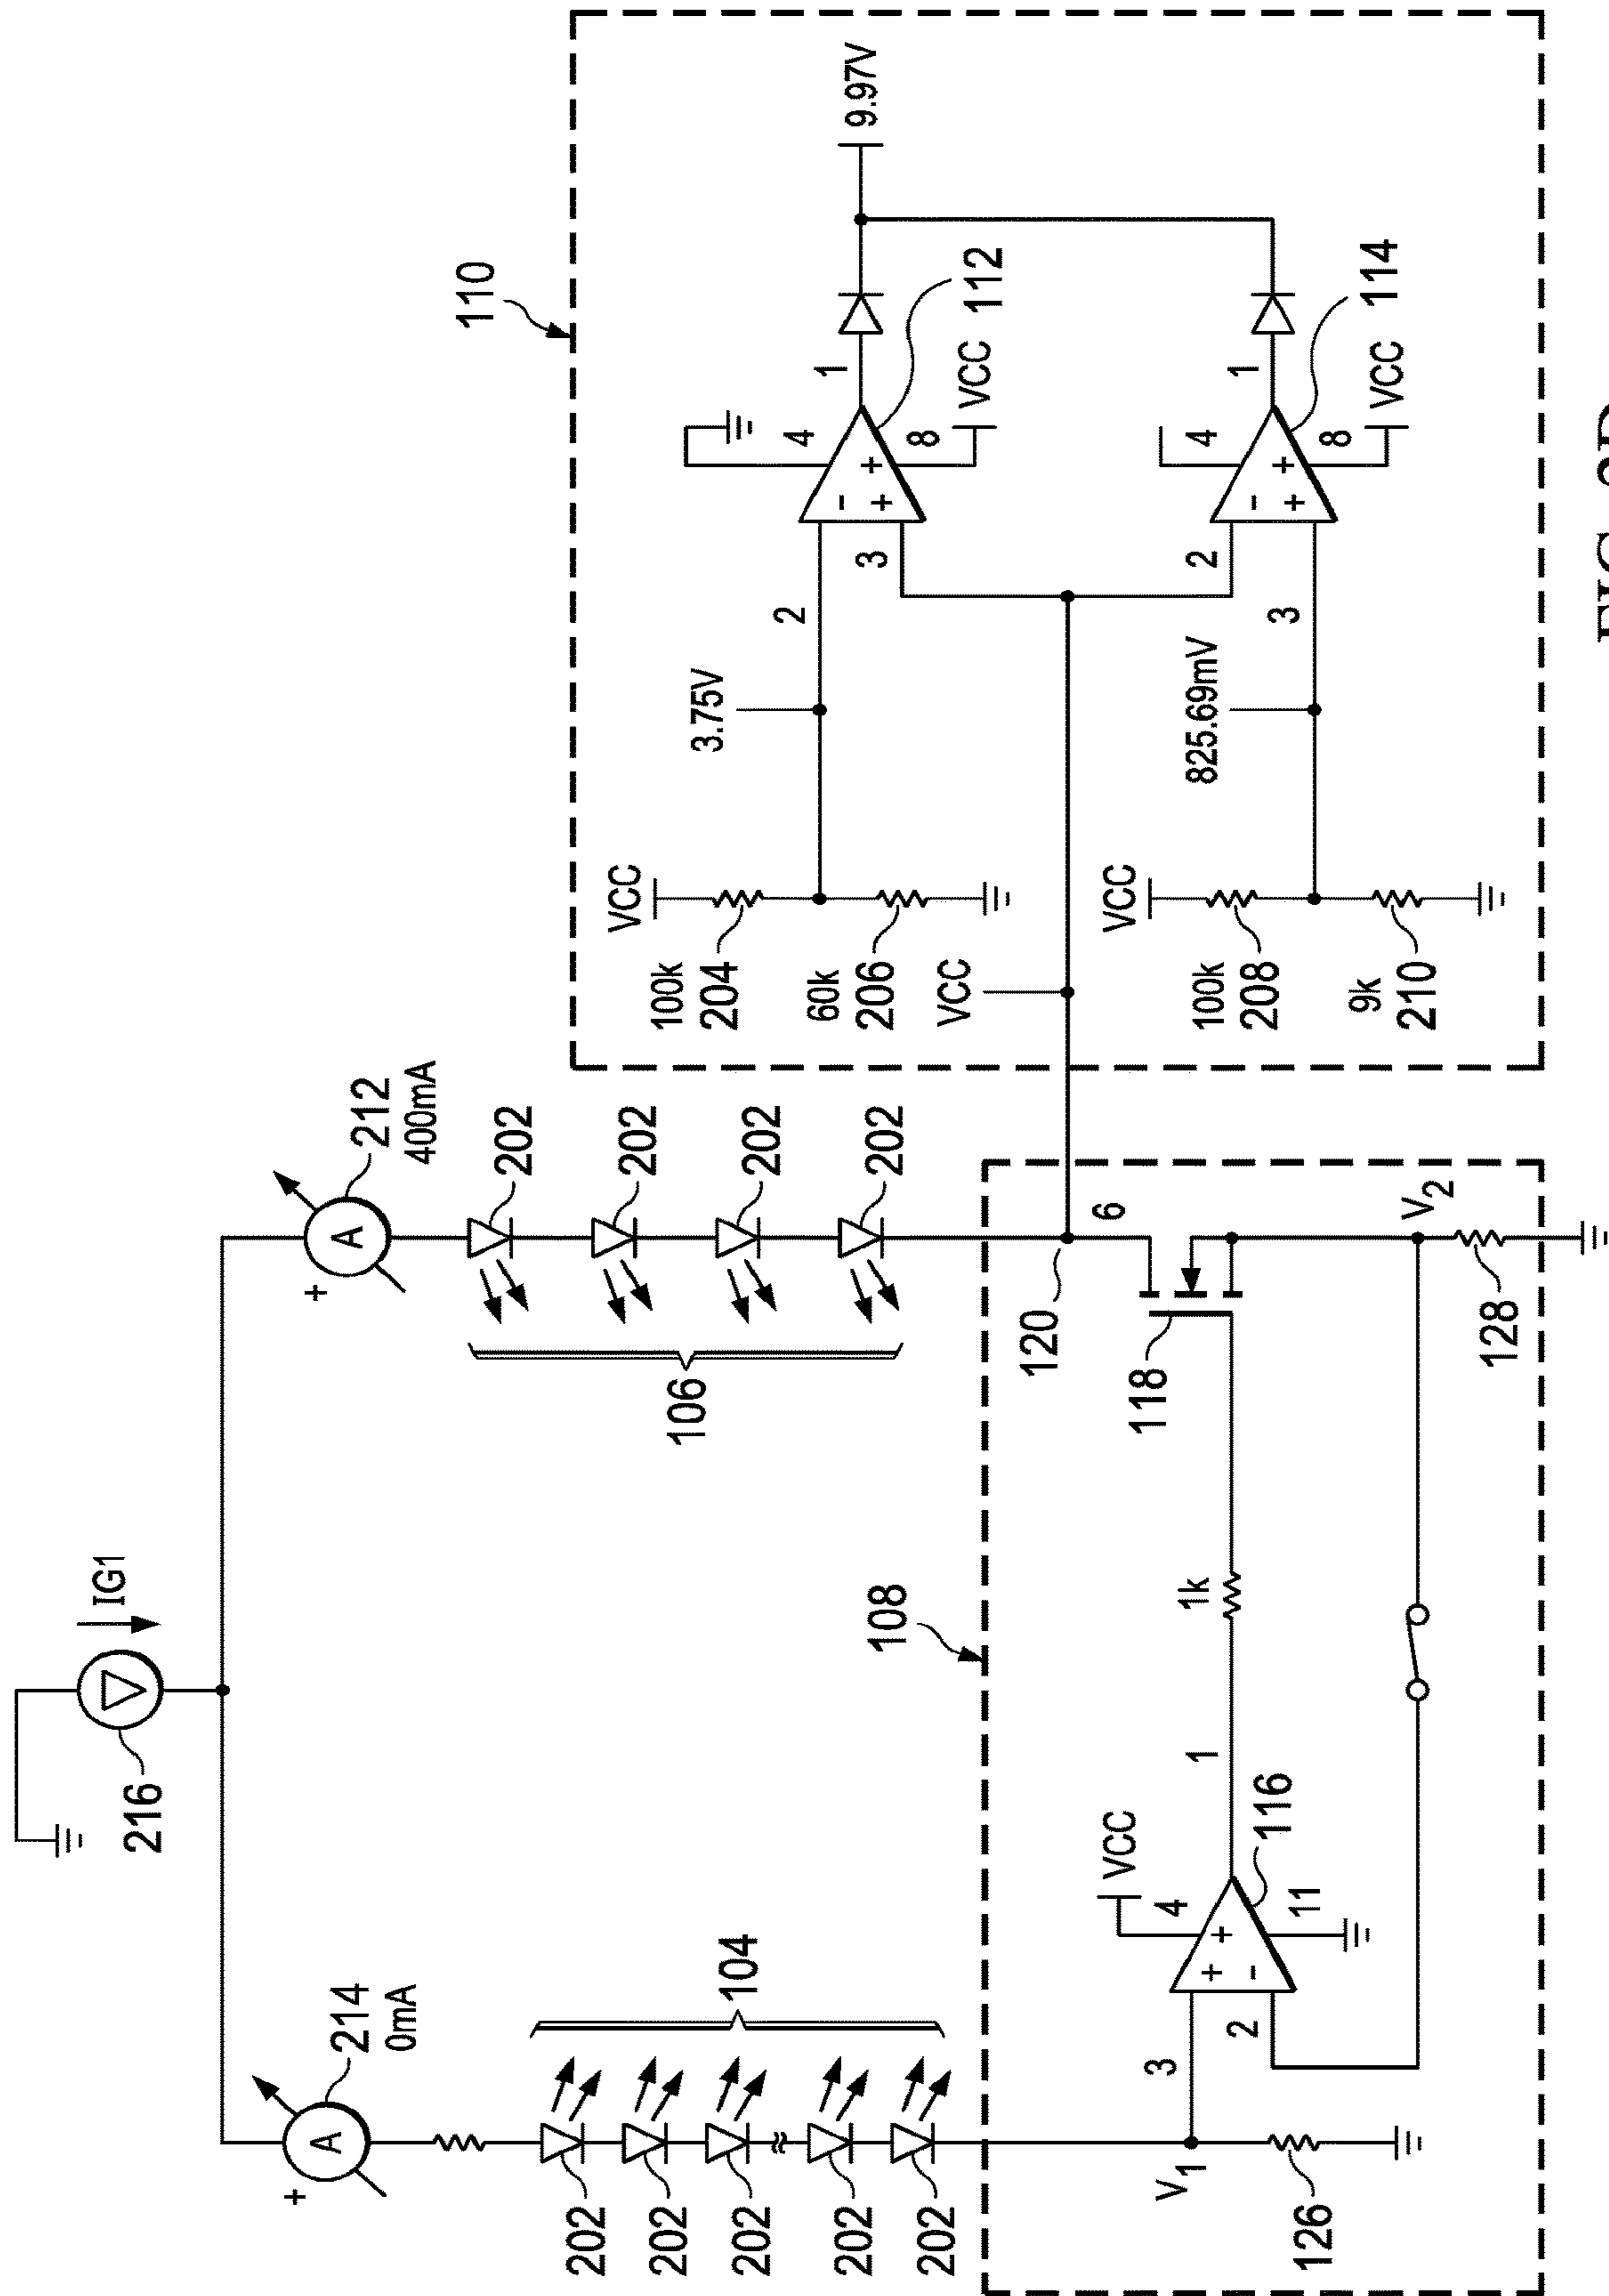 216
IG1
214
0mA
A
+
212
400mA
A
+
110
104
202
202
202
202
202
106
202
202
202
202
108
120
6
118
1k
1
VCC
4
+
+
-
11
116
3
2
V1
126
V2
128
VCC
100k
204
60k
206
VCC
3.75V
2
3
-
+
+
4
8
VCC
1
112
9.97V
VCC
100k
208
9k
210
825.69mV
2
3
-
+
+
4
8
VCC
1
114
FIG.